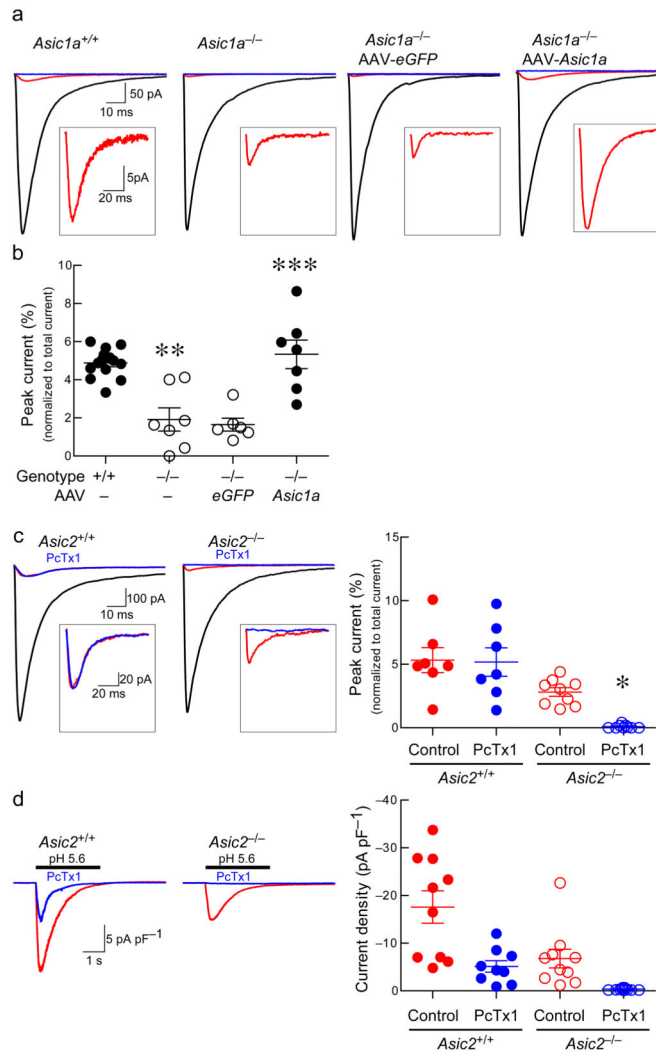 a
Asic1a+/+
Asic1a−/−
Asic1a−/−
AAV-eGFP
Asic1a−/−
AAV-Asic1a
50 pA
10 ms
5pA
20 ms
b
Peak current (%)
(normalized to total current)
10
8
6
4
2
0
**
***
Genotype +/+ −/− −/− −/−
AAV – – eGFP Asic1a
c
Asic2+/+
PcTx1
Asic2−/−
PcTx1
100 pA
10 ms
20 pA
20 ms
Peak current (%)
(normalized to total current)
15
10
5
0
*
Control PcTx1 Control PcTx1
Asic2+/+ Asic2−/−
d
Asic2+/+
pH 5.6
PcTx1
Asic2−/−
pH 5.6
PcTx1
5 pA pF−1
1 s
Current density (pA pF−1)
−40
−30
−20
−10
0
Control PcTx1 Control PcTx1
Asic2+/+ Asic2−/−